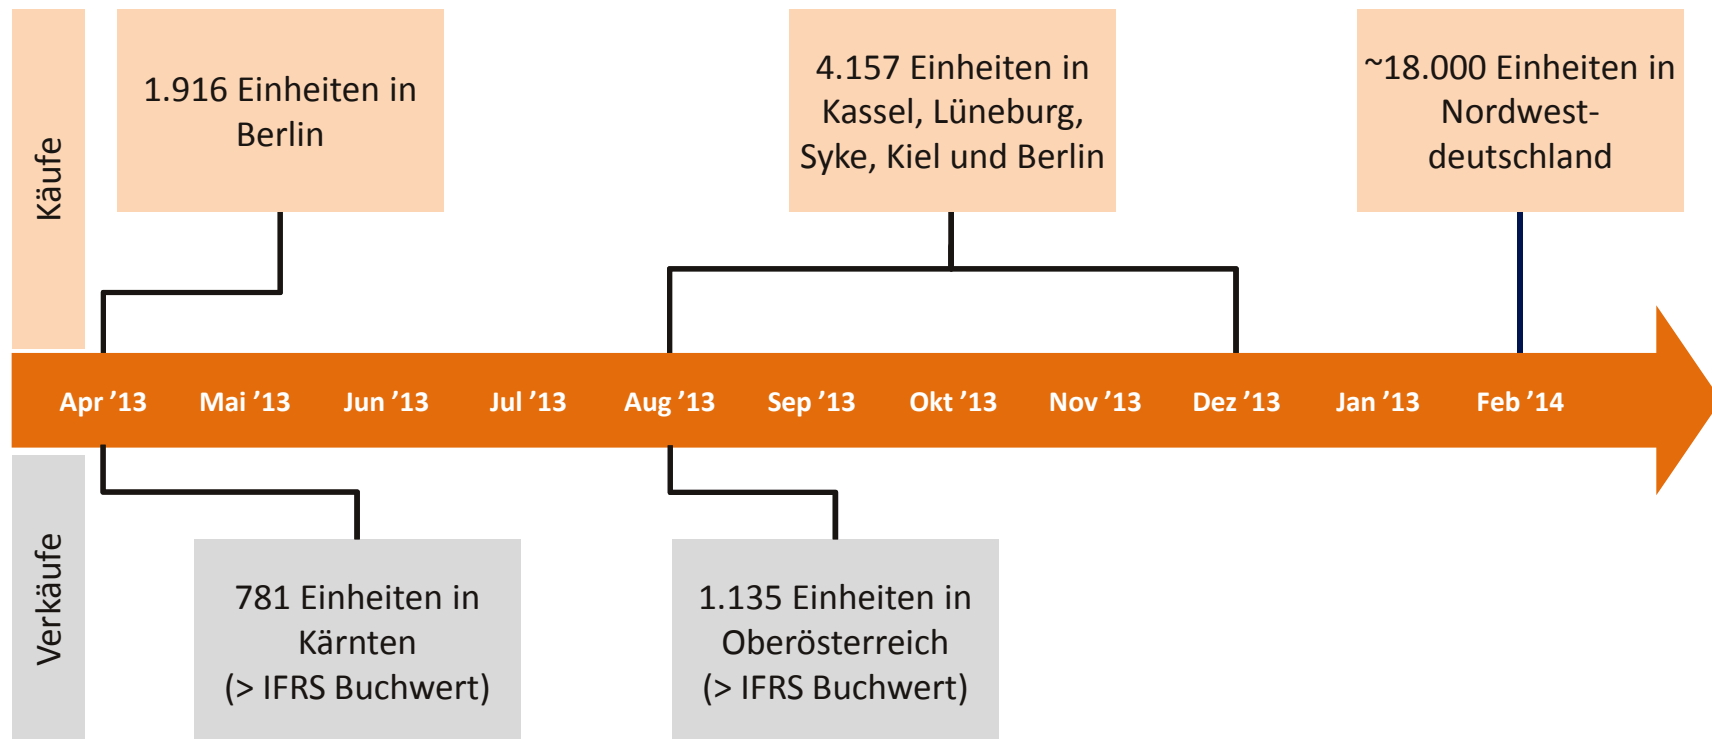 Käufe
1.916 Einheiten in
Berlin
4.157 Einheiten in
Kassel, Lüneburg,
Syke, Kiel und Berlin
~18.000 Einheiten in
Nordwest-
deutschland
Apr ’13 Mai ’13 Jun ’13 Jul ’13 Aug ’13 Sep ’13 Okt ’13 Nov ’13 Dez ’13 Jan ’13 Feb ’14
Verkäufe
781 Einheiten in
Kärnten
(> IFRS Buchwert)
1.135 Einheiten in
Oberösterreich
(> IFRS Buchwert)